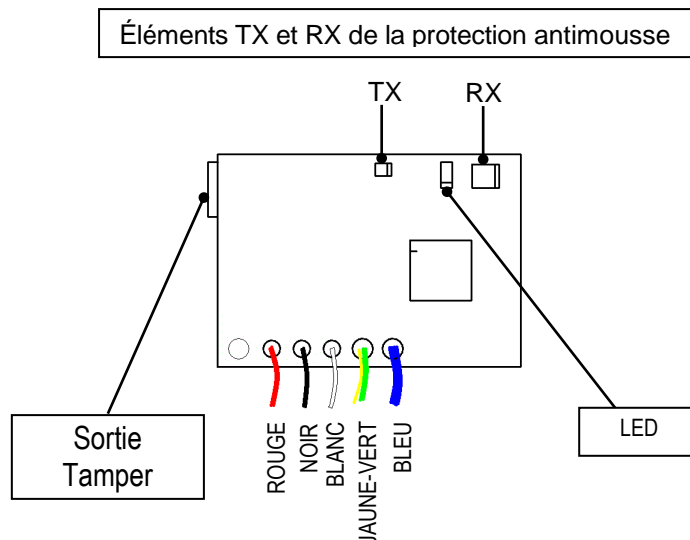 Éléments TX et RX de la protection antimousse
TX
RX
Sortie
Tamper
ROUGE
NOIR
BLANC
JAUNE-VERT
BLEU
LED